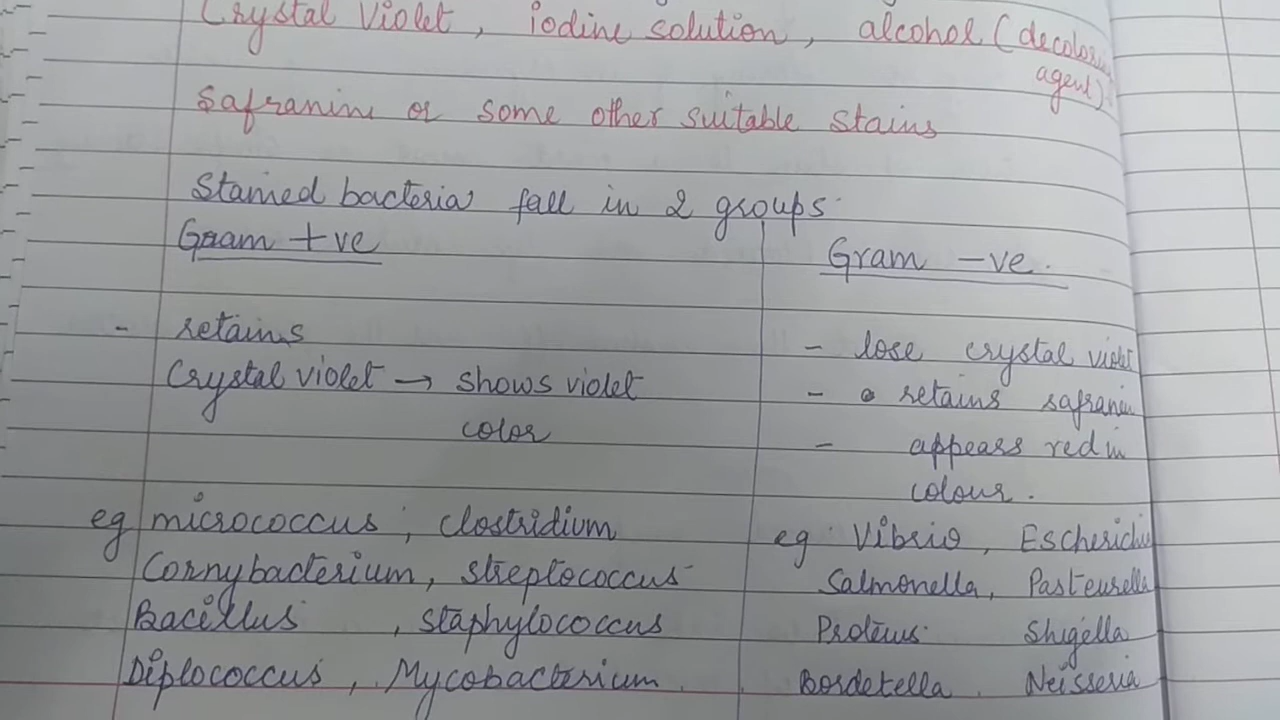 Crystal Violet, iodine solution, alcohol (decolor
agent).
Safranin or some other suitable stains
Stained bacteria fall in 2 groups.
Gram +ve
- retains
Crystal violet → shows violet
color
eg micrococcus, Clostridium
Cornybacterium, streptococcus
Bacillus, staphylococcus
Diplococcus, Mycobacterium
Gram -ve.
- lose crystal violet
- retains safranin
- appears red in
colour.
eg Vibrio, Escherichi
Salmonella, Pasteurella
Proteus Shigella
Bordetella Neisseria